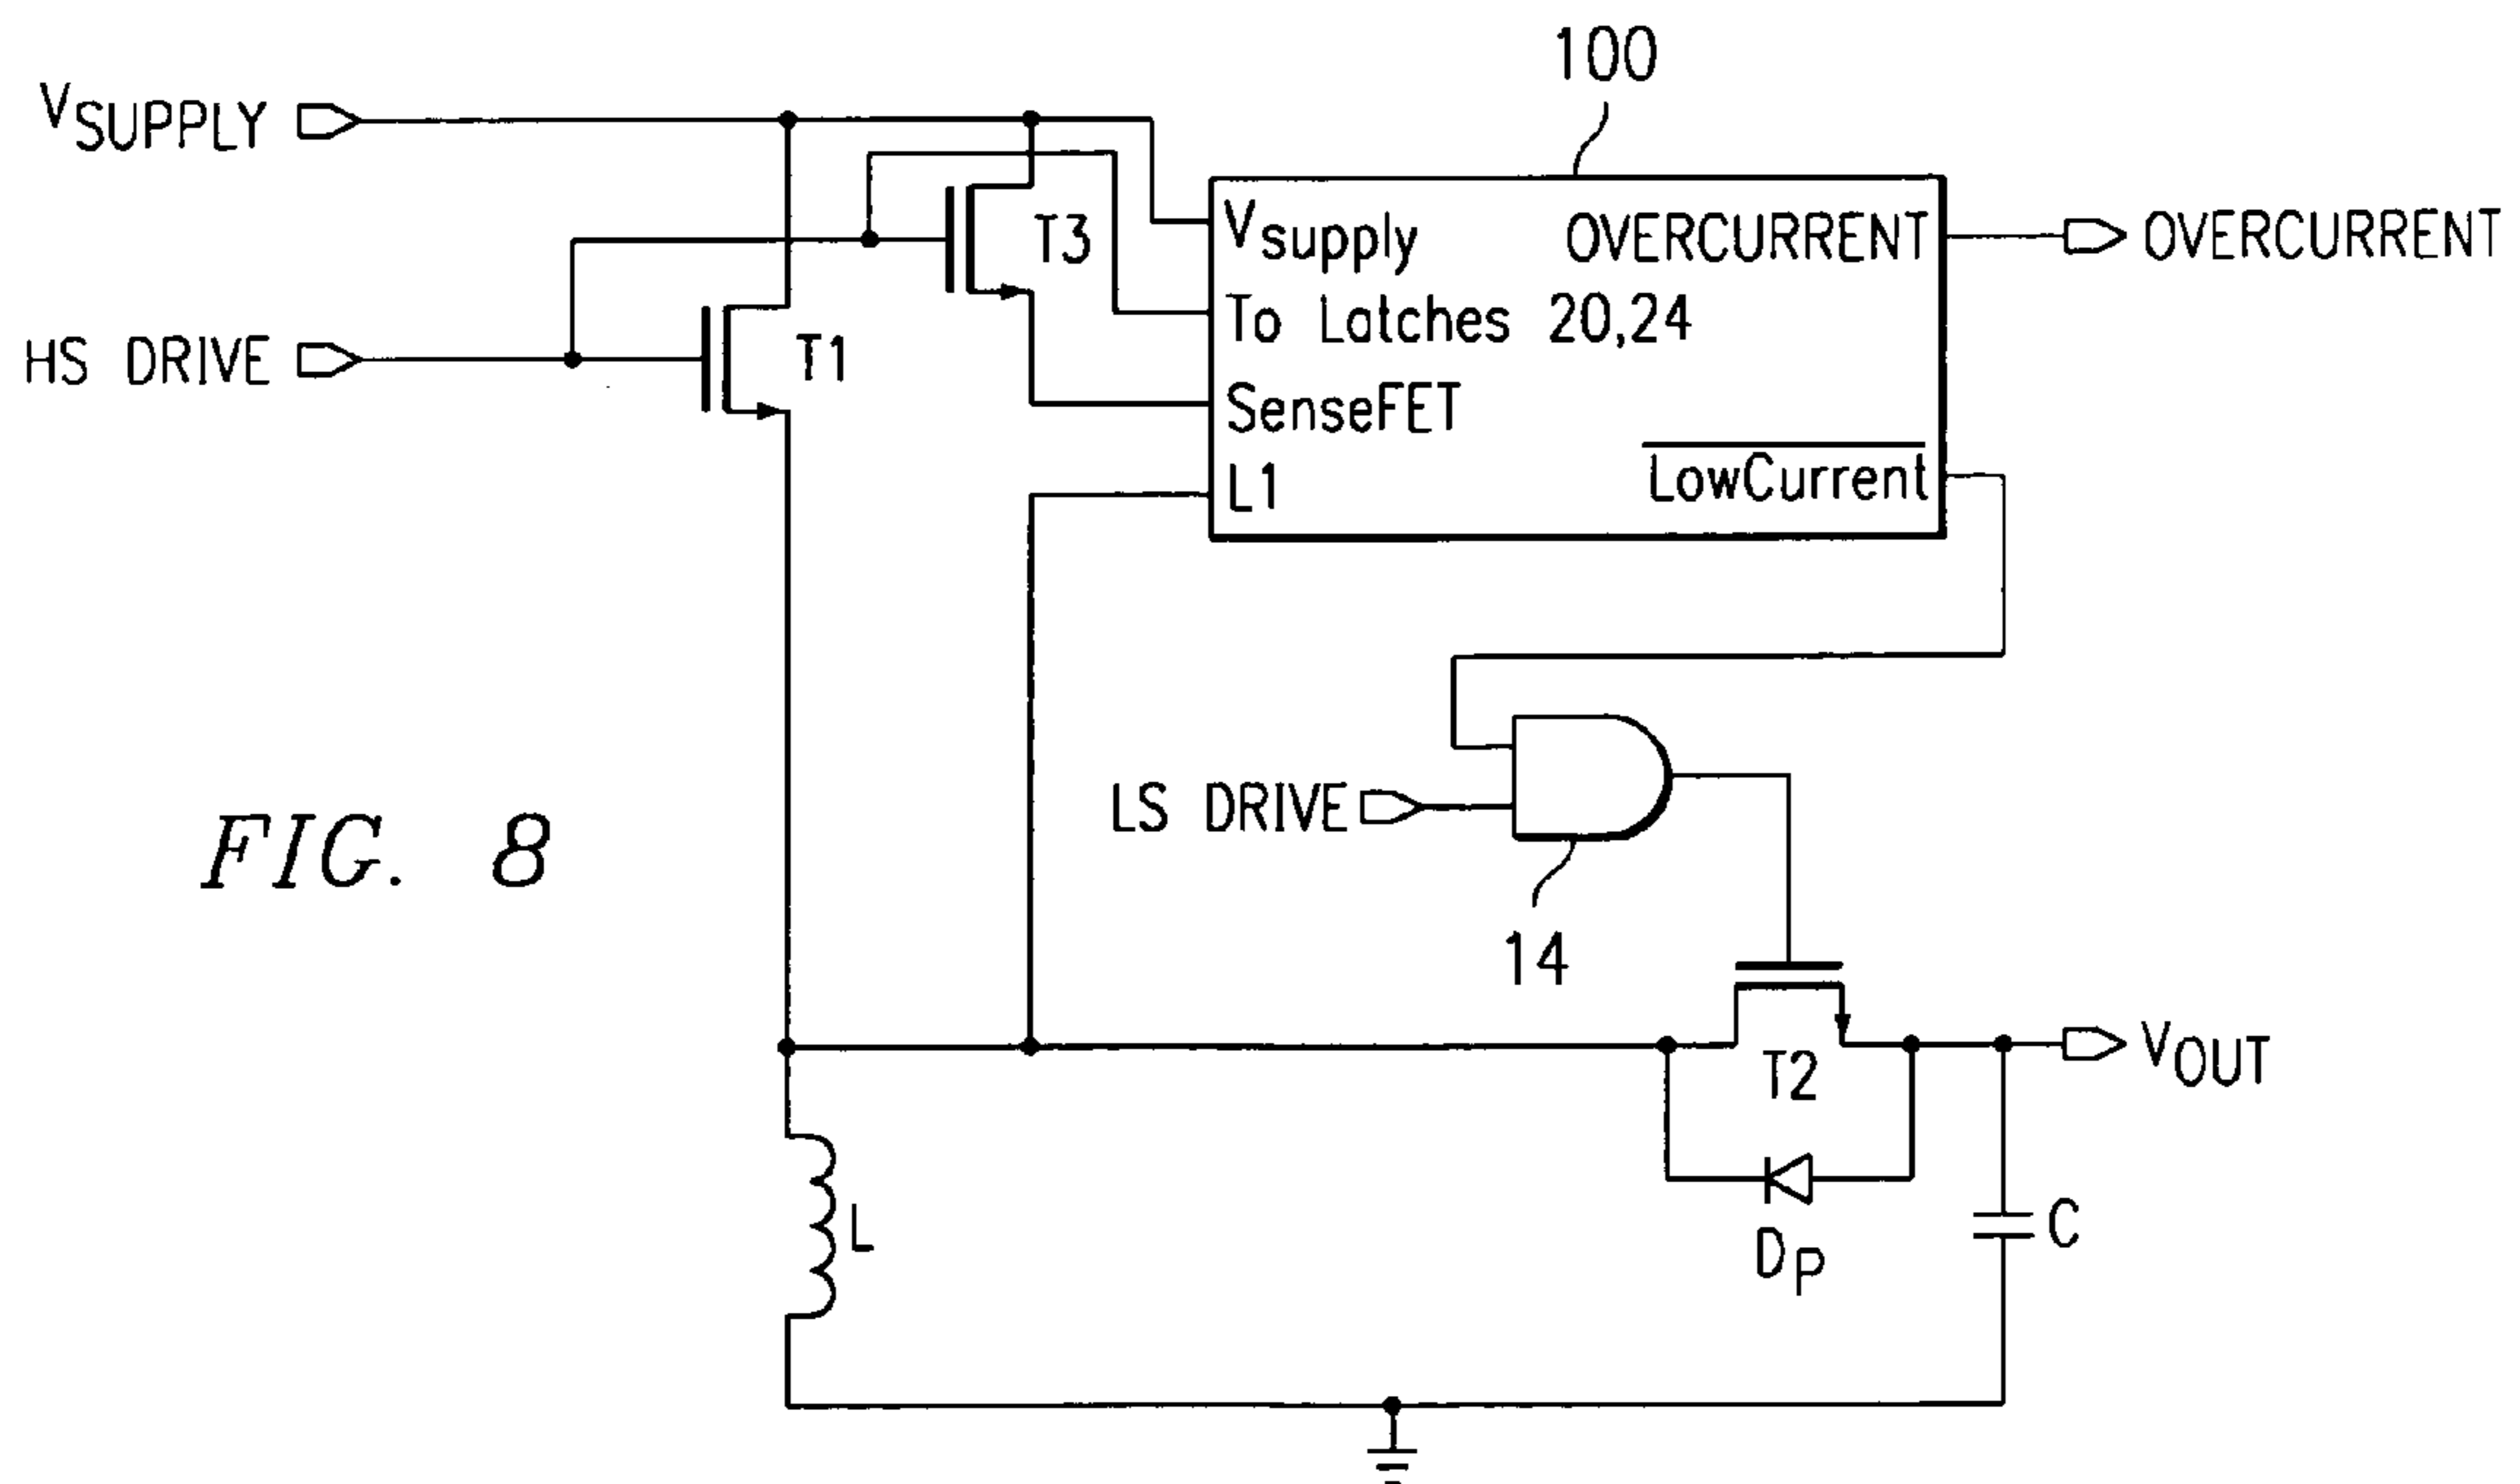 100
VSUPPLY
Vsupply OVERCURRENT
OVERCURRENT
T3
To Latches 20,24
HS DRIVE
T1
SenseFET
LowCurrent
L1
LS DRIVE
FIG. 8
14
VOUT
T2
L
C
DP